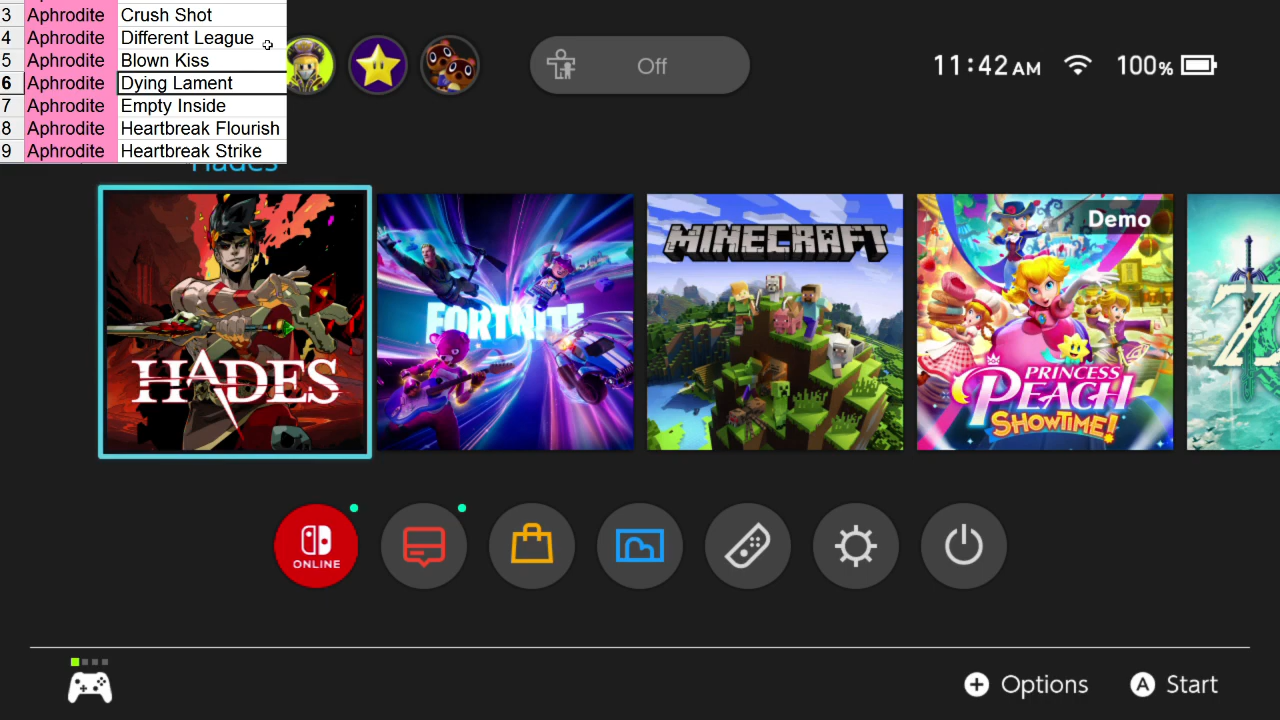 3 Aphrodite Crush Shot
4 Aphrodite Different League
5 Aphrodite Blown Kiss
6 Aphrodite Dying Lament
7 Aphrodite Empty Inside
8 Aphrodite Heartbreak Flourish
9 Aphrodite Heartbreak Strike
Off
11:42 AM
100%
Hades
HADES
FORTNITE
MINECRAFT
Demo
PRINCESS
PEACH
SHOWTIME!
Z
ONLINE
Options
Start